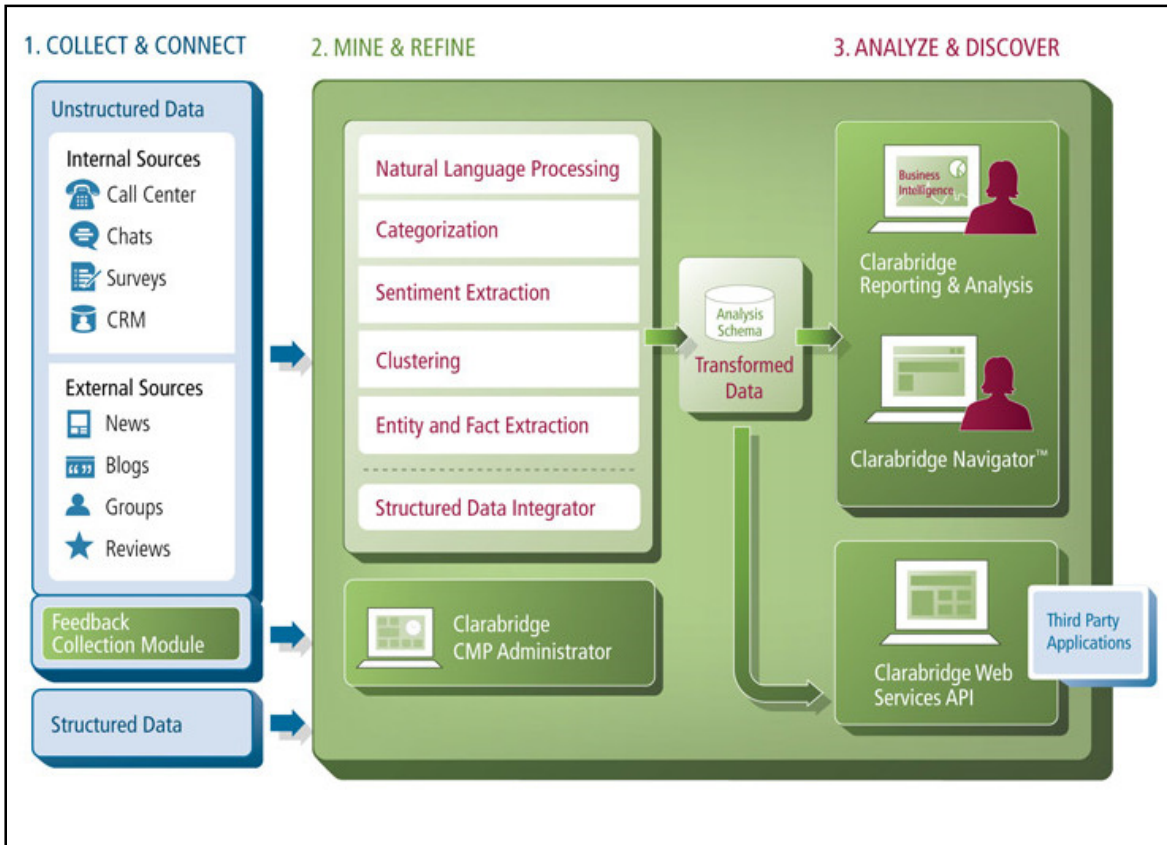 1. COLLECT & CONNECT
2. MINE & REFINE
3. ANALYZE & DISCOVER
Unstructured Data
Internal Sources
Call Center
Chats
Surveys
CRM
External Sources
News
Blogs
Groups
Reviews
Feedback
Collection Module
Structured Data
Natural Language Processing
Categorization
Sentiment Extraction
Clustering
Entity and Fact Extraction
Structured Data Integrator
Clarabridge
CMP Administrator
Analysis
Schema
Transformed
Data
Business
Intelligence
Clarabridge
Reporting & Analysis
Clarabridge Navigator™
Clarabridge Web
Services API
Third Party
Applications